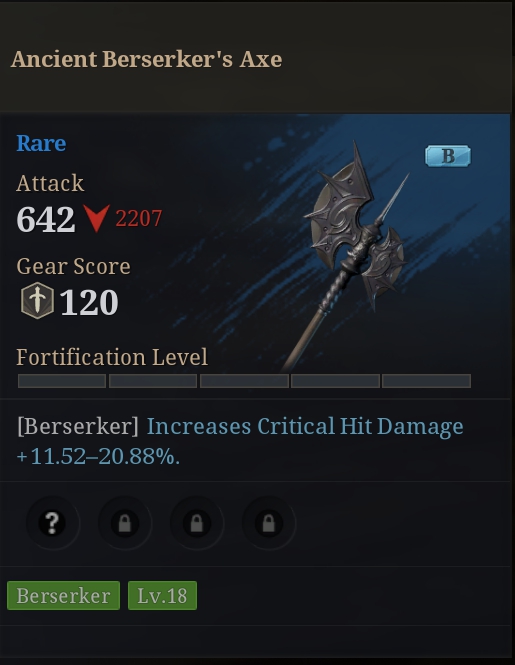 Ancient Berserker's Axe
Rare
B
Attack
642 2207
Gear Score
120
Fortification Level
[Berserker] Increases Critical Hit Damage
+11.52–20.88%.
?
Berserker Lv.18